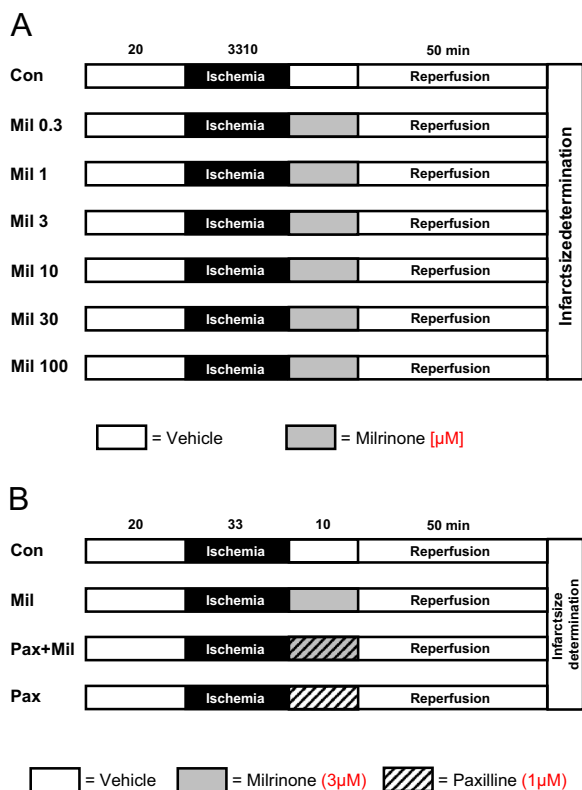 A
20 3310 50 min
Con Ischemia Reperfusion
Mil 0.3 Ischemia Reperfusion
Mil 1 Ischemia Reperfusion
Mil 3 Ischemia Reperfusion
Mil 10 Ischemia Reperfusion
Mil 30 Ischemia Reperfusion
Mil 100 Ischemia Reperfusion
Infarctsizedetermination
= Vehicle = Milrinone [µM]
B
20 33 10 50 min
Con Ischemia Reperfusion
Mil Ischemia Reperfusion
Pax+Mil Ischemia Reperfusion
Pax Ischemia Reperfusion
Infarctsize
determination
= Vehicle = Milrinone (3µM) = Paxilline (1µM)